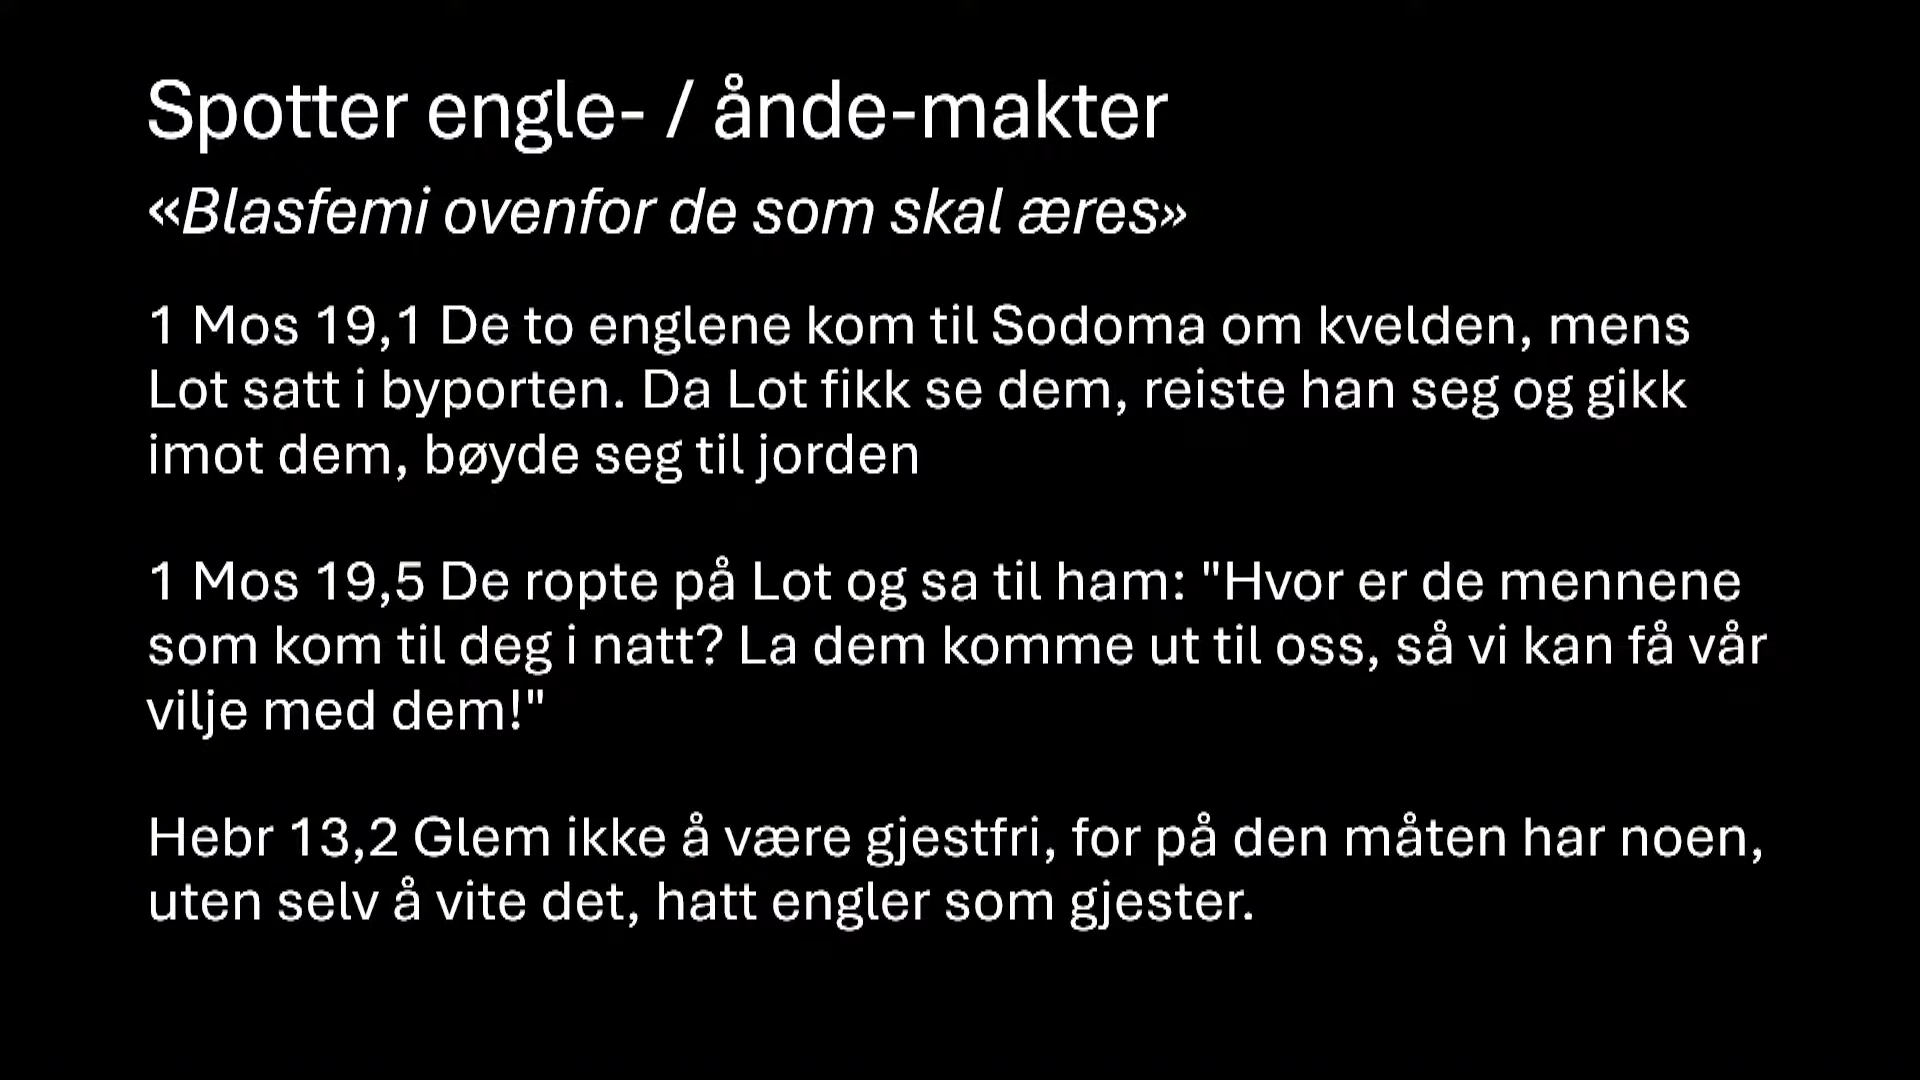 Spotter engle- / ånde-makter
«Blasfemi ovenfor de som skal æres»
1 Mos 19,1 De to englene kom til Sodoma om kvelden, mens
Lot satt i byporten. Da Lot fikk se dem, reiste han seg og gikk
imot dem, bøyde seg til jorden
1 Mos 19,5 De ropte på Lot og sa til ham: "Hvor er de mennene
som kom til deg i natt? La dem komme ut til oss, så vi kan få vår
vilje med dem!"
Hebr 13,2 Glem ikke å være gjestfri, for på den måten har noen,
uten selv å vite det, hatt engler som gjester.